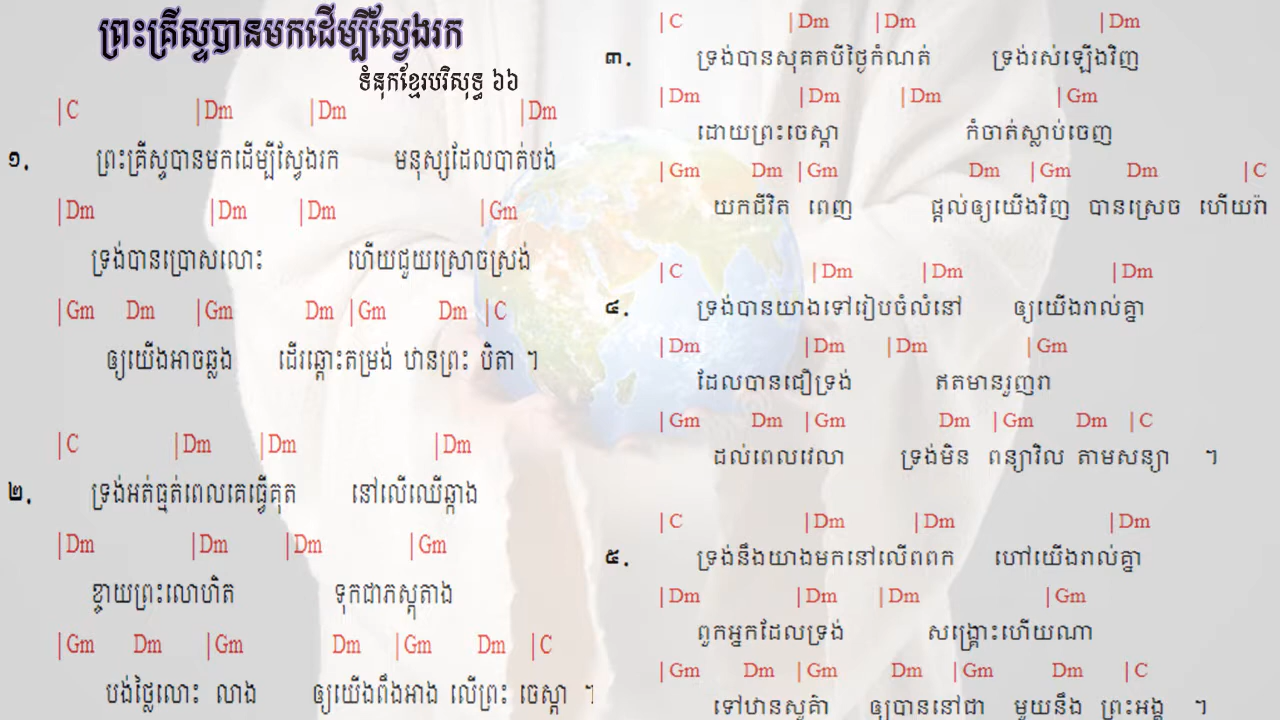 ព្រះគ្រីស្ទបានមកដើម្បីស្វែងរក
ទំនុកខ្មែរបរិសុទ្ធ ៦៦
|C |Dm |Dm |Dm
១. ព្រះគ្រីស្ទបានមកដើម្បីស្វែងរក មនុស្សដែលបាត់បង់
|Dm |Dm |Dm |Gm
ទ្រង់បានប្រោសលោះ ហើយជួយស្រោចស្រង់
|Gm Dm |Gm Dm |Gm Dm |C
ឲ្យយើងអាចឆ្លង ដើរឆ្ពោះតម្រង់ ឋានព្រះ បិតា ។
|C |Dm |Dm |Dm
២. ទ្រង់អត់ធ្មត់ពេលគេធ្វើគុត នៅលើឈើឆ្កាង
|Dm |Dm |Dm |Gm
ខ្ចាយព្រះលោហិត ទុកជាភស្តុតាង
|Gm Dm |Gm Dm |Gm Dm |C
បង់ថ្លៃលោះ លាង ឲ្យយើងពឹងអាង លើព្រះ ចេស្ដា ។
|C |Dm |Dm |Dm
៣. ទ្រង់បានសុគតបីថ្ងៃកំណត់ ទ្រង់រស់ឡើងវិញ
|Dm |Dm |Dm |Gm
ដោយព្រះចេស្ដា កំចាត់ស្លាប់ចេញ
|Gm Dm |Gm Dm |Gm Dm |C
យកជីវិត ពេញ ផ្ដល់ឲ្យយើងវិញ បានស្រេច ហើយវ៉ា
|C |Dm |Dm |Dm
៤. ទ្រង់បានយាងទៅរៀបចំលំនៅ ឲ្យយើងរាល់គ្នា
|Dm |Dm |Dm |Gm
ដែលបានជឿទ្រង់ ឥតមានរួញរា
|Gm Dm |Gm Dm |Gm Dm |C
ដល់ពេលវេលា ទ្រង់មិន ពន្យាវិល តាមសន្យា ។
|C |Dm |Dm |Dm
៥. ទ្រង់នឹងយាងមកនៅលើពពក ហៅយើងរាល់គ្នា
|Dm |Dm |Dm |Gm
ពួកអ្នកដែលទ្រង់ សង្គ្រោះហើយណា
|Gm Dm |Gm Dm |Gm Dm |C
ទៅឋានសួគ៌ា ឲ្យបាននៅជា មួយនឹង ព្រះអង្គ ។